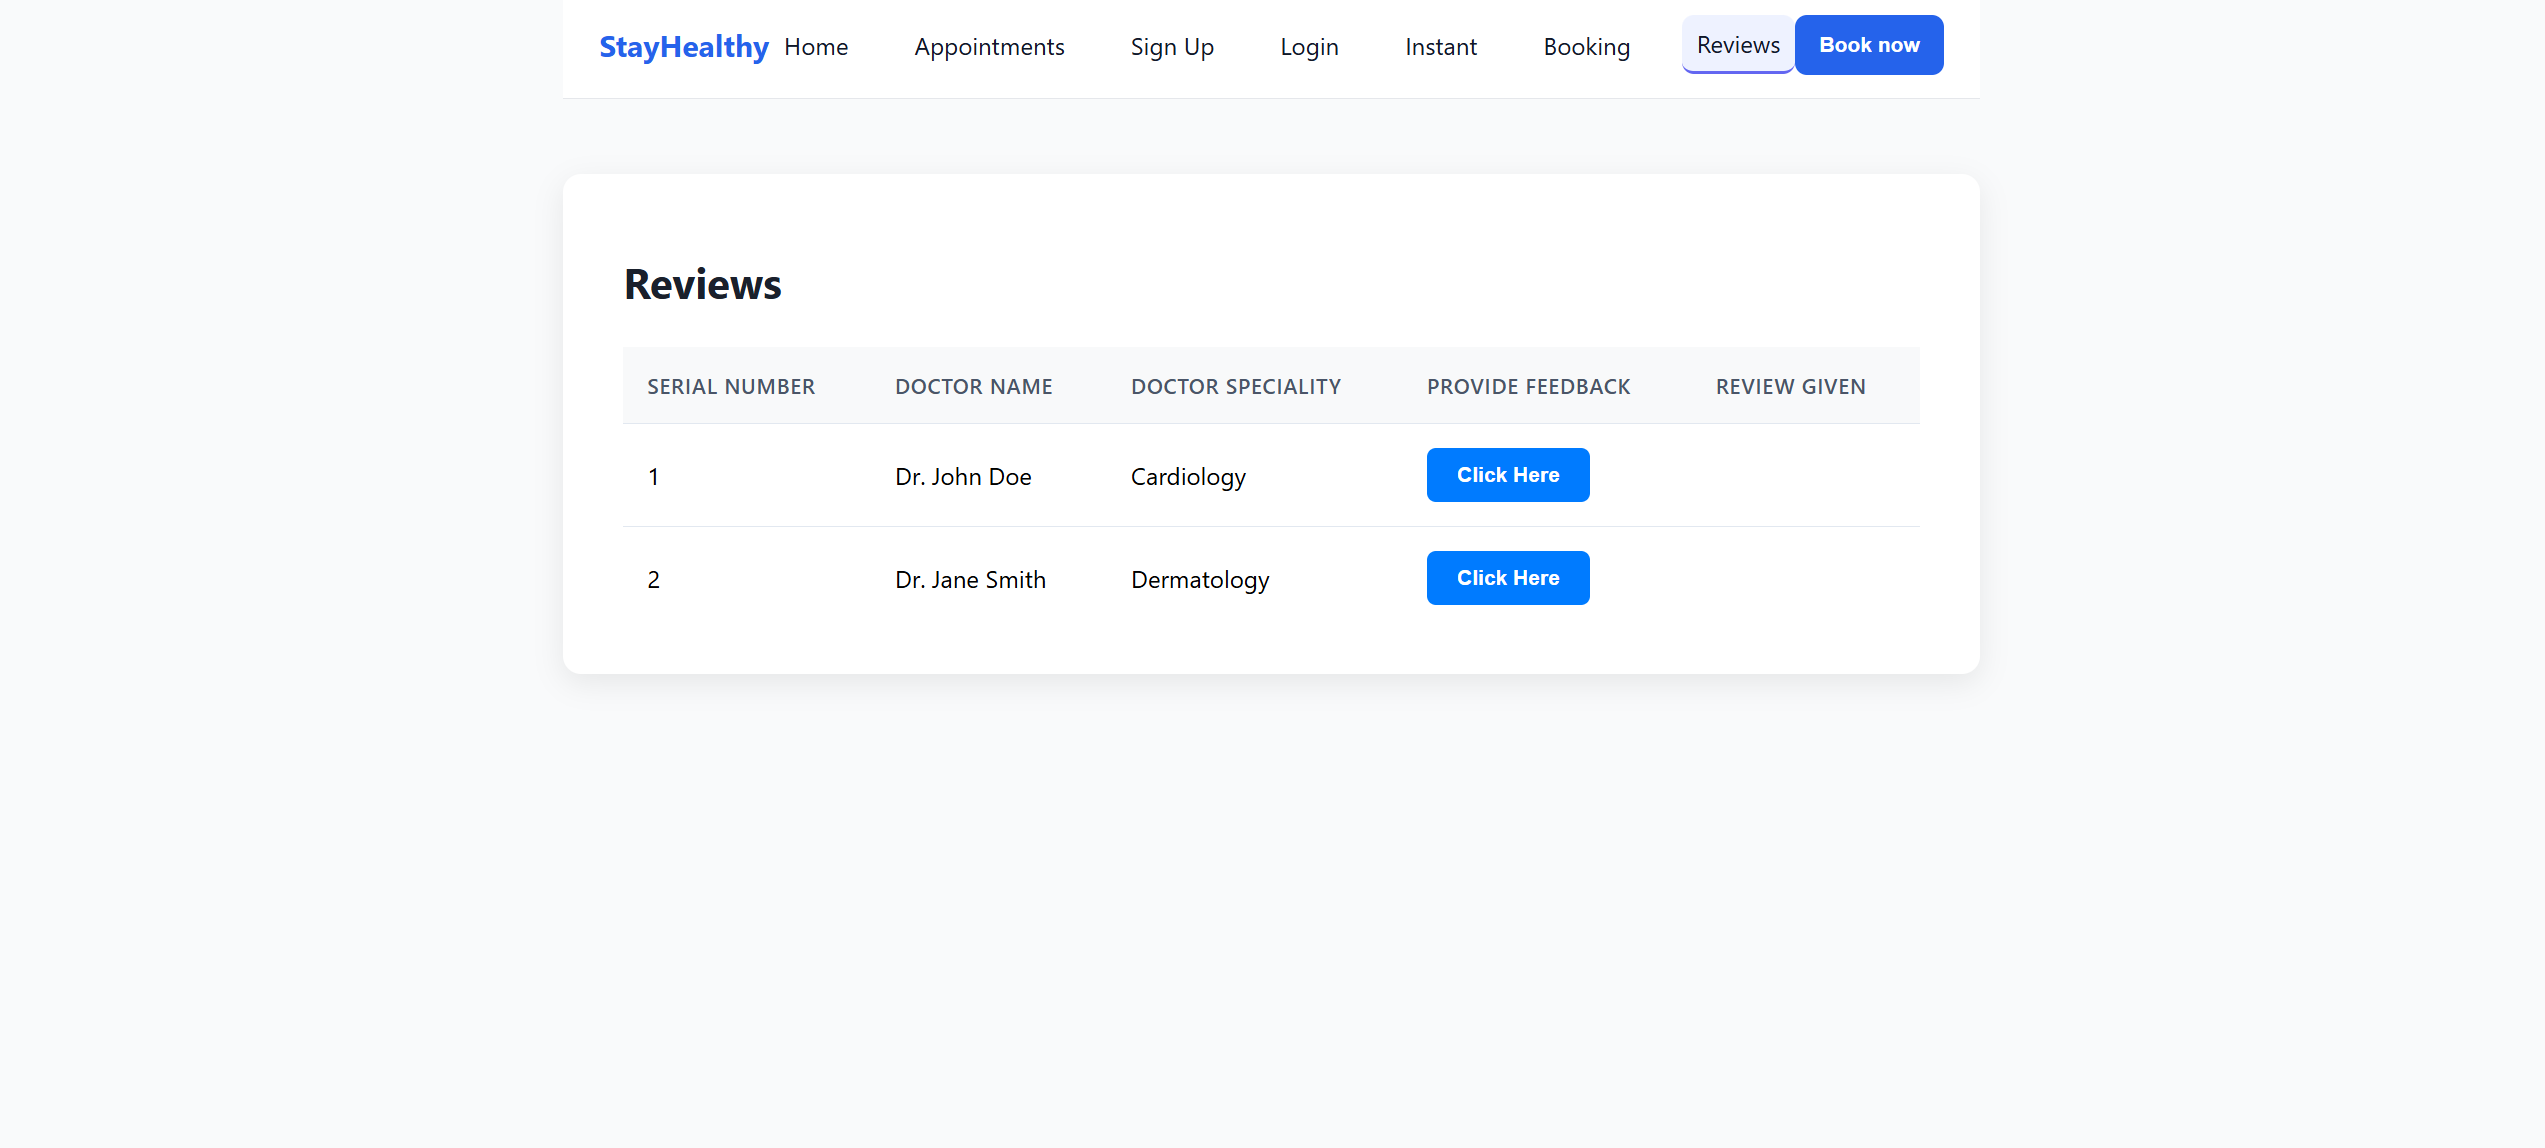 StayHealthy Home Appointments Sign Up Login Instant Booking Reviews Book now
Reviews
SERIAL NUMBER DOCTOR NAME DOCTOR SPECIALITY PROVIDE FEEDBACK REVIEW GIVEN
1 Dr. John Doe Cardiology Click Here
2 Dr. Jane Smith Dermatology Click Here